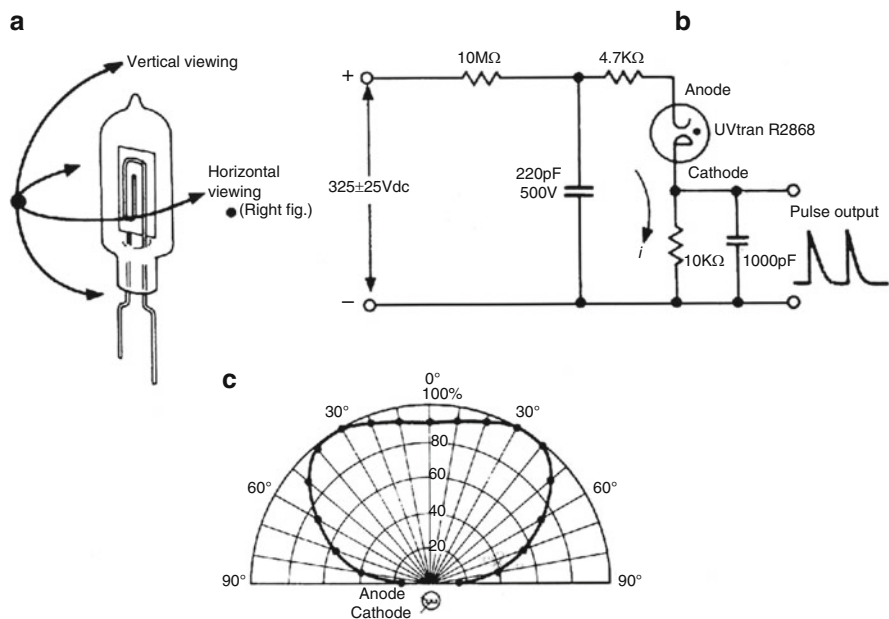 a
Vertical viewing
Horizontal
viewing
● (Right fig.)
b
10MΩ
4.7KΩ
+
Anode
UVtran R2868
Cathode
325±25Vdc
220pF
500V
i
10KΩ
1000pF
Pulse output
−
c
0°
100%
30°
30°
80
60
60°
60°
40
20
90°
90°
Anode
Cathode